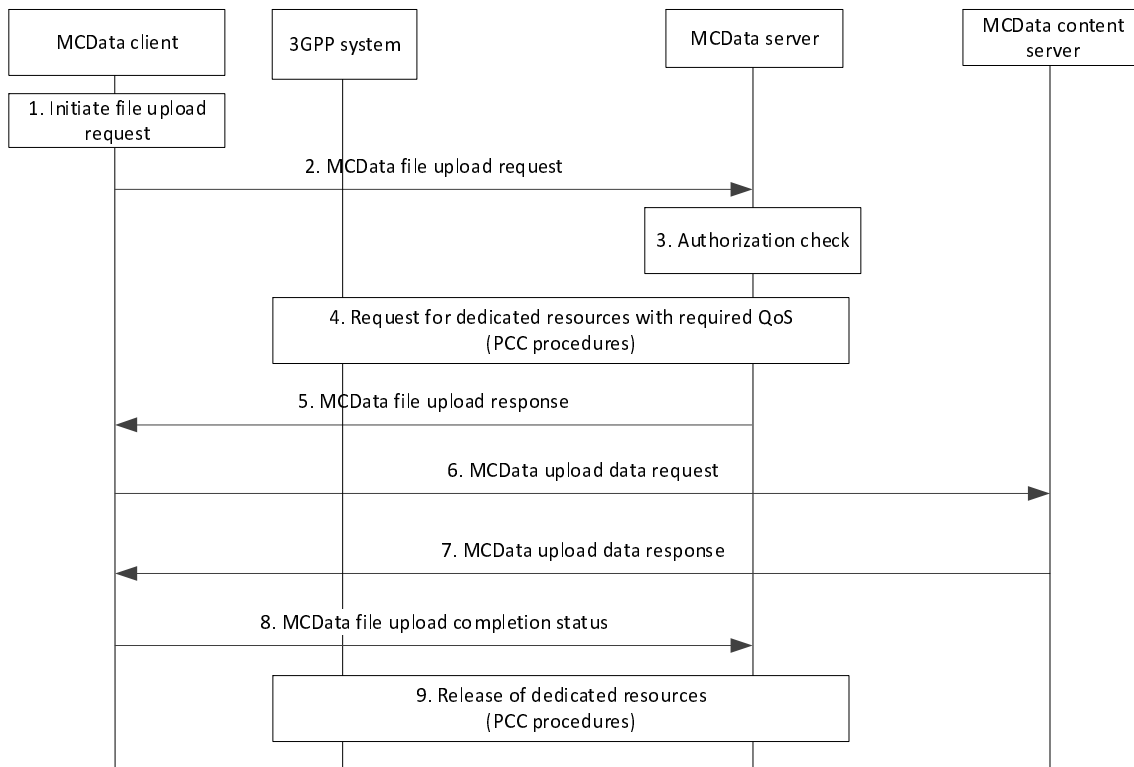 MCData client
3GPP system
MCData server
MCData content
server
1. Initiate file upload
request
2. MCData file upload request
3. Authorization check
4. Request for dedicated resources with required QoS
(PCC procedures)
5. MCData file upload response
6. MCData upload data request
7. MCData upload data response
8. MCData file upload completion status
9. Release of dedicated resources
(PCC procedures)